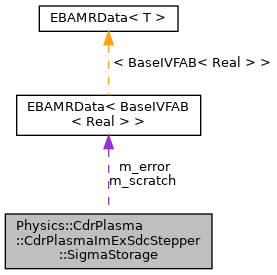 EBAMRData< T >
< BaseIVFAB< Real > >
EBAMRData< BaseIVFAB
< Real > >
m_error
m_scratch
Physics::CdrPlasma
::CdrPlasmaImExSdcStepper
::SigmaStorage